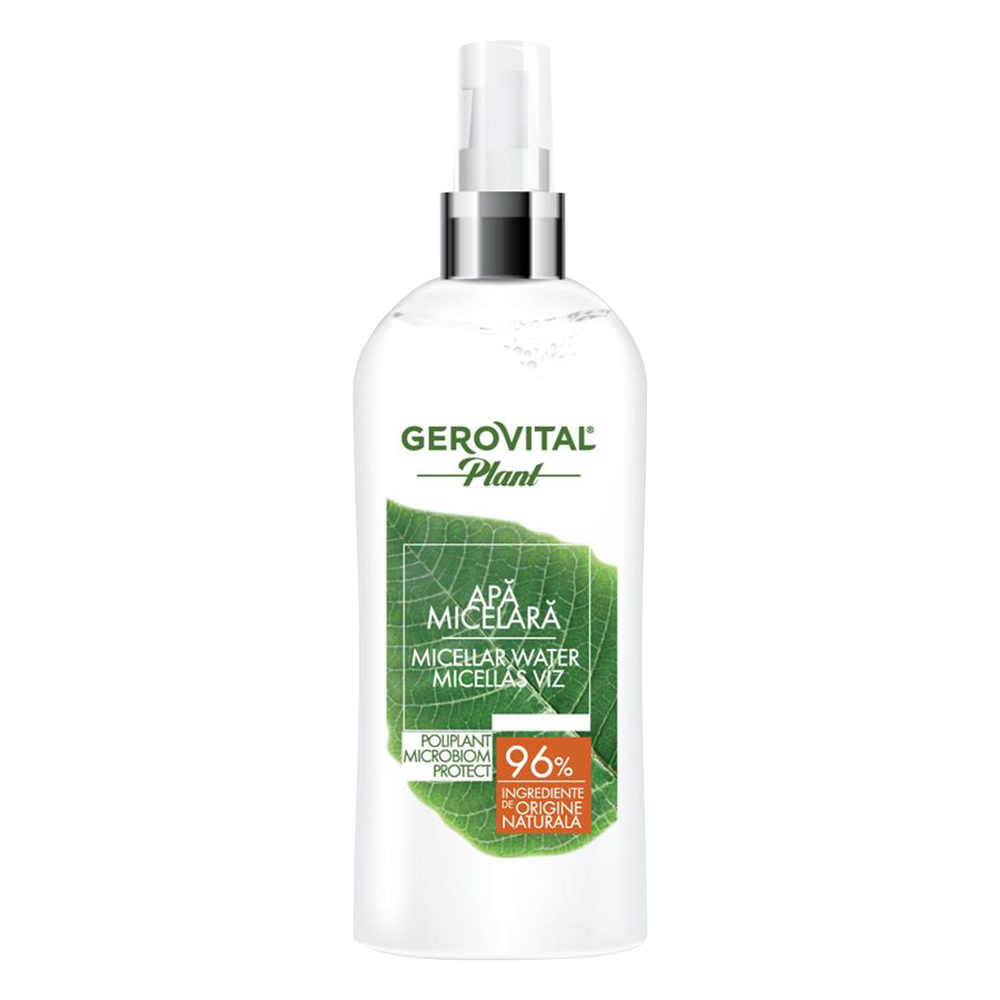 GEROVITAL®
Plant
APĂ
MICELARĂ
MICELLAR WATER
MICELLÁS VÍZ
POLIPLANT
MICROBIOM
PROTECT
96%
INGREDIENTE
DE ORIGINE
NATURALĂ